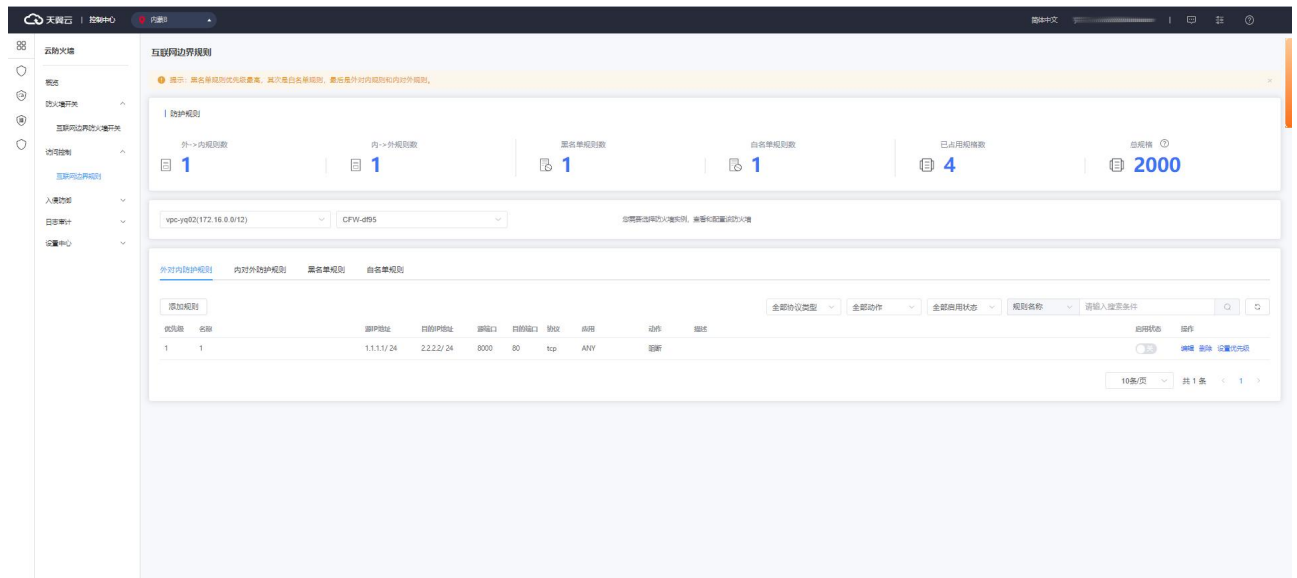 天翼云 | 控制中心 内蒙8 简体中文
云防火墙
概览
防火墙开关
互联网边界防火墙开关
访问控制
互联网边界规则
入侵防御
日志审计
设置中心
互联网边界规则
提示：黑名单规则优先级最高，其次是白名单规则，最后是外对内规则和内对外规则。
防护规则
外->内规则数 内->外规则数 黑名单规则数 白名单规则数 已占用规格数 总规格
1 1 1 1 4 2000
vpc-yq02(172.16.0.0/12) CFW-df95 您需要选择防火墙实例，查看和配置该防火墙
外对内防护规则 内对外防护规则 黑名单规则 白名单规则
添加规则 全部协议类型 全部动作 全部启用状态 规则名称 请输入搜索条件
优先级 名称 源IP地址 目的IP地址 源端口 目的端口 协议 应用 动作 描述 启用状态 操作
1 1 1.1.1.1/ 24 2.2.2.2/ 24 8000 80 tcp ANY 阻断 编辑 删除 设置优先级
10条/页 共 1 条 1